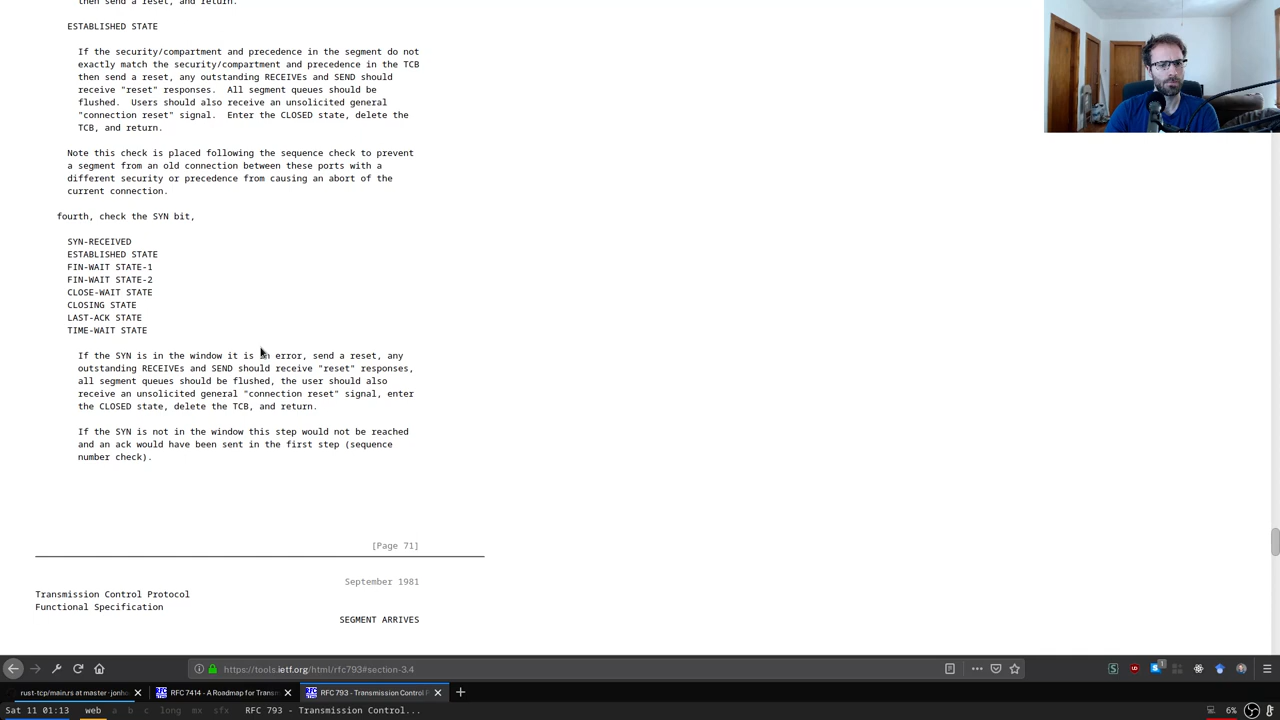 then send a reset, and return.
ESTABLISHED STATE
If the security/compartment and precedence in the segment do not
exactly match the security/compartment and precedence in the TCB
then send a reset, any outstanding RECEIVEs and SEND should
receive "reset" responses.  All segment queues should be
flushed.  Users should also receive an unsolicited general
"connection reset" signal.  Enter the CLOSED state, delete the
TCB, and return.
Note this check is placed following the sequence check to prevent
a segment from an old connection between these ports with a
different security or precedence from causing an abort of the
current connection.
fourth, check the SYN bit,
SYN-RECEIVED
ESTABLISHED STATE
FIN-WAIT STATE-1
FIN-WAIT STATE-2
CLOSE-WAIT STATE
CLOSING STATE
LAST-ACK STATE
TIME-WAIT STATE
If the SYN is in the window it is an error, send a reset, any
outstanding RECEIVEs and SEND should receive "reset" responses,
all segment queues should be flushed, the user should also
receive an unsolicited general "connection reset" signal, enter
the CLOSED state, delete the TCB, and return.
If the SYN is not in the window this step would not be reached
and an ack would have been sent in the first step (sequence
number check).
[Page 71]
September 1981
Transmission Control Protocol
Functional Specification
SEGMENT ARRIVES
https://tools.ietf.org/html/rfc793#section-3.4
rust-tcp/main.rs at master · jonho
RFC 7414 - A Roadmap for Transm
RFC 793 - Transmission Control P
Sat 11 01:13 web a b c long mx sfx RFC 793 - Transmission Control... 6%